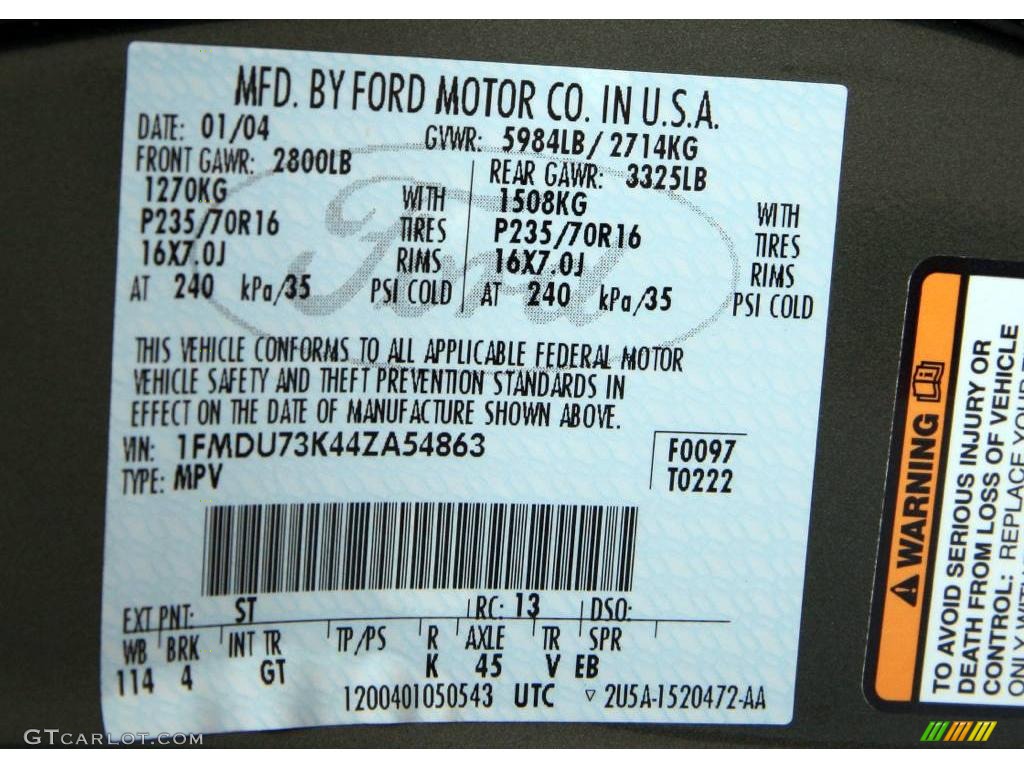 MFD. BY FORD MOTOR CO. IN U.S.A.
DATE: 01/04 GVWR: 5984LB/2714KG
FRONT GAWR: 2800LB REAR GAWR: 3325LB
1270KG WITH 1508KG WITH
P235/70R16 TIRES P235/70R16 TIRES
16X7.0J RIMS 16X7.0J RIMS
AT 240 kPa/35 PSI COLD AT 240 kPa/35 PSI COLD
Ford
THIS VEHICLE CONFORMS TO ALL APPLICABLE FEDERAL MOTOR
VEHICLE SAFETY AND THEFT PREVENTION STANDARDS IN
EFFECT ON THE DATE OF MANUFACTURE SHOWN ABOVE.
VIN: 1FMDU73K44ZA54863 F0097
TYPE: MPV T0222
EXT PNT: ST RC: 13 DSO:
WB BRK INT TR TP/PS R AXLE TR SPR
114 4 GT K 45 V EB
1200401050543 UTC ▿ 2U5A-1520472-AA
WARNING
TO AVOID SERIOUS INJURY OR
DEATH FROM LOSS OF VEHICLE
CONTROL: REPLACE YOUR
ONLY
GTCARLOT.COM